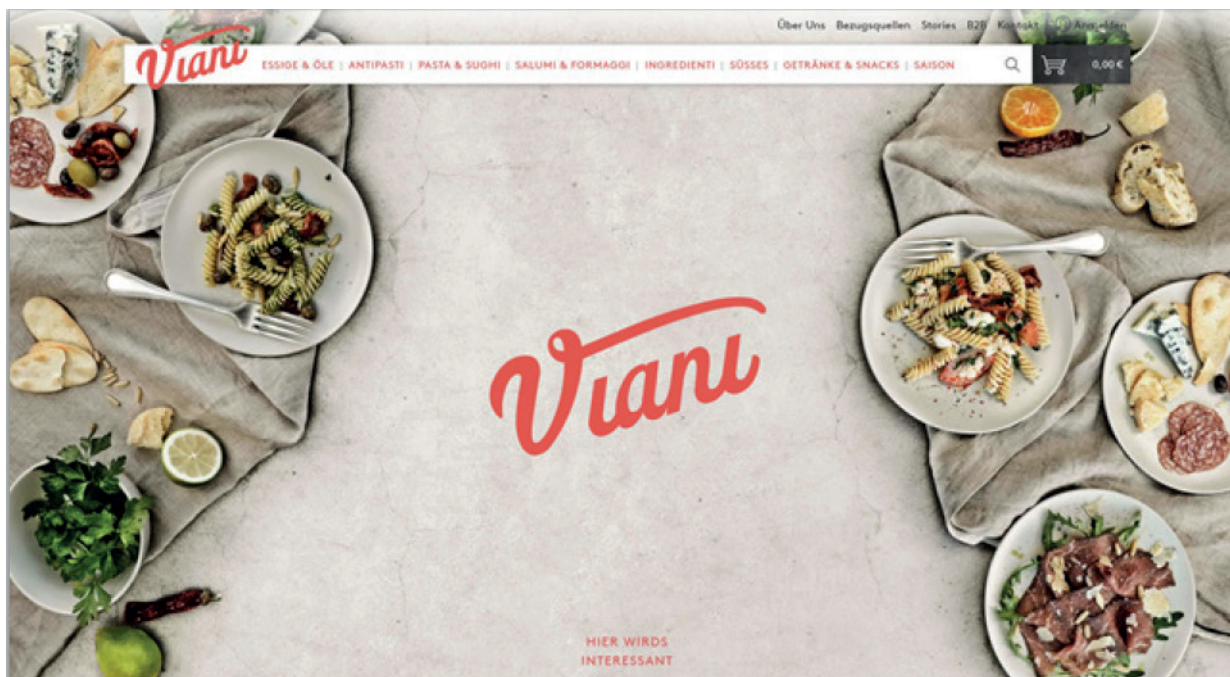 Über Uns Bezugsquellen Stories B2B Kontakt Anmelden
Viani
ESSIGE & ÖLE | ANTIPASTI | PASTA & SUGHI | SALUMI & FORMAGGI | INGREDIENTI | SÜSSES | GETRÄNKE & SNACKS | SAISON
0,00 €
Viani
HIER WIRDS
INTERESSANT